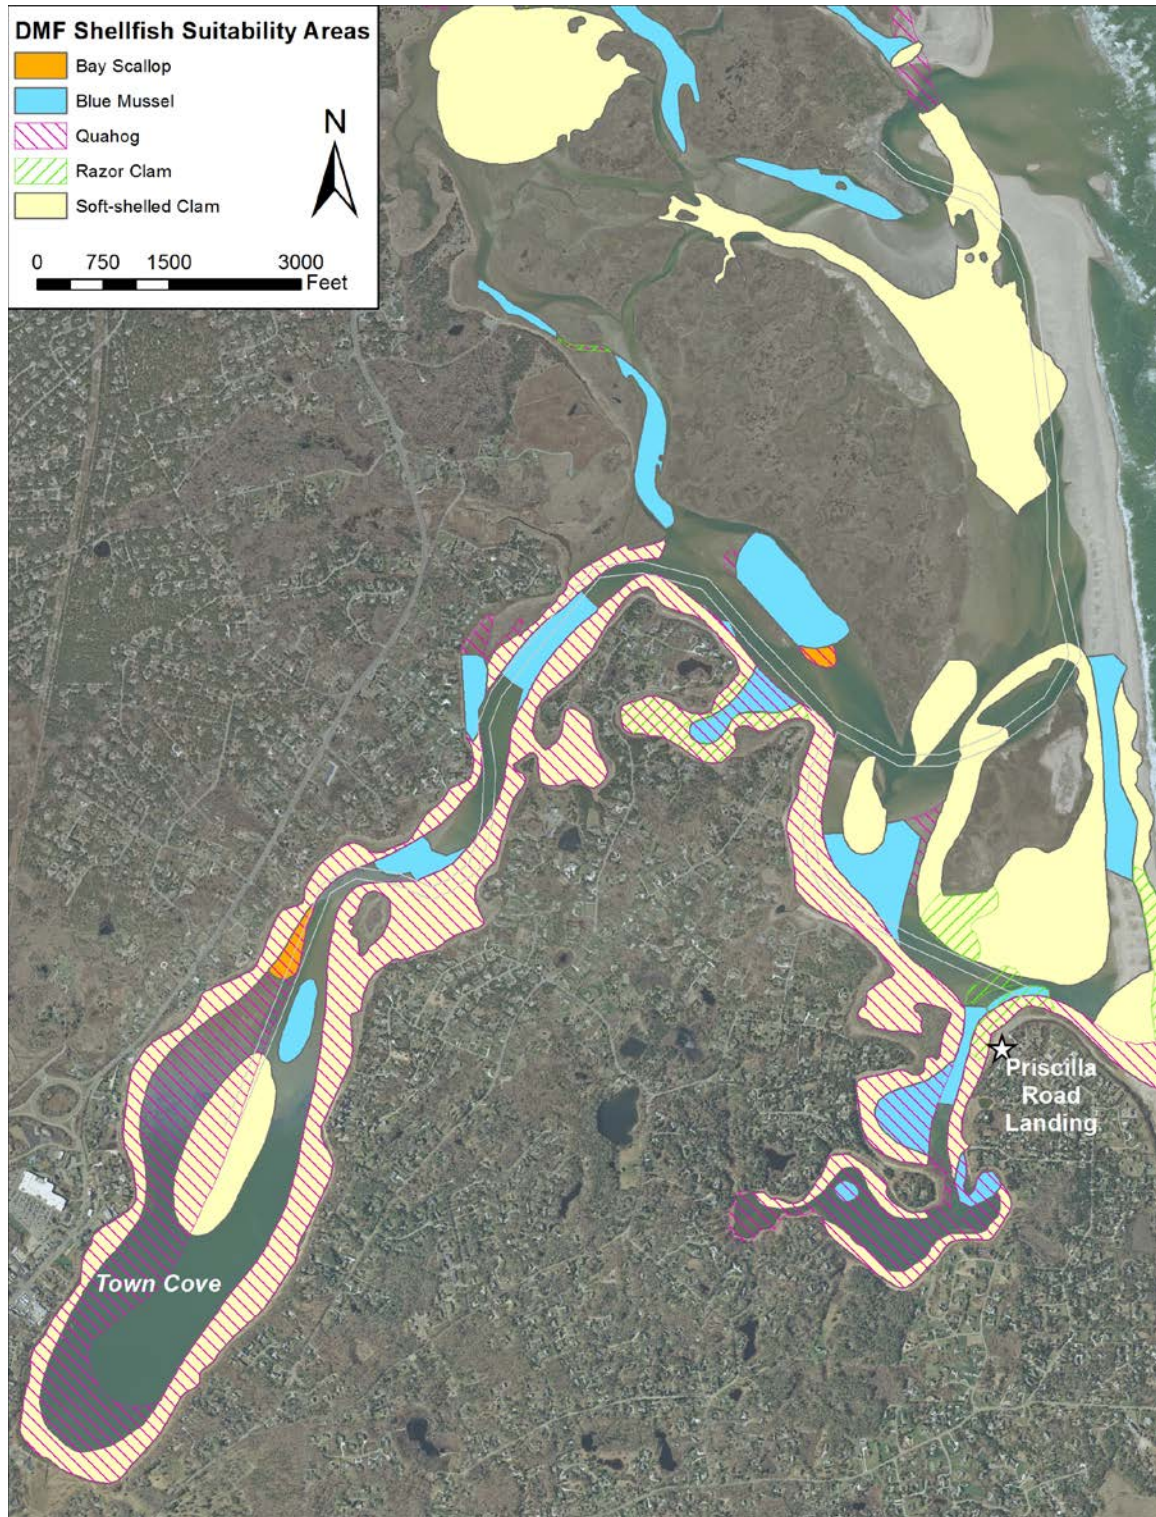 DMF Shellfish Suitability Areas
Bay Scallop
Blue Mussel
Quahog
Razor Clam
Soft-shelled Clam
N
0 750 1500 3000
Feet
Priscilla
Road
Landing
Town Cove